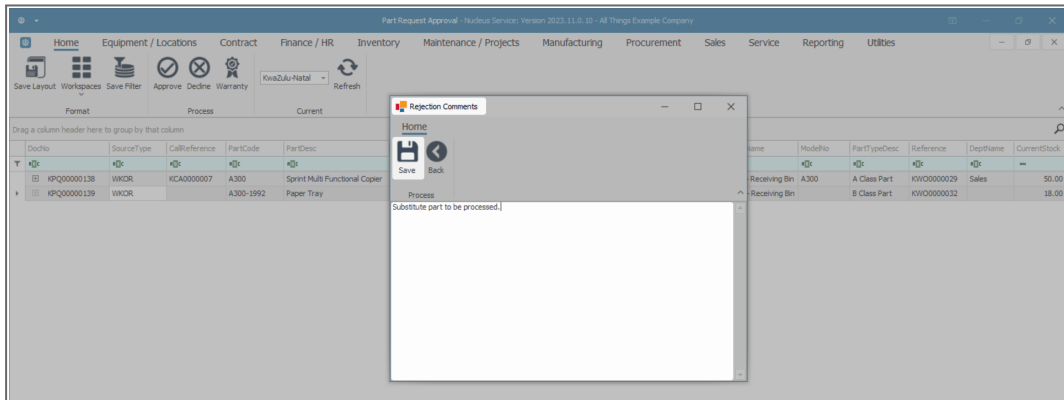 Part Request Approval - Nucleus Service: Version 2023.11.0.10 - All Things Example Company
Home Equipment / Locations Contract Finance / HR Inventory Maintenance / Projects Manufacturing Procurement Sales Service Reporting Utilities
Save Layout Workspaces Save Filter Approve Decline Warranty KwaZulu-Natal Refresh
Format Process Current
Rejection Comments
Home
Save Back
Process
Substitute part to be processed.
Drag a column header here to group by that column
DocNo SourceType CallReference PartCode PartDesc ModelNo PartTypeDesc Reference DeptName CurrentStock
KPQ00000138 WKOR KCA0000007 A300 Sprint Multi Functional Copier Receiving Bin A300 A Class Part KWO0000029 Sales 50.00
KPQ00000139 WKOR A300-1992 Paper Tray Receiving Bin B Class Part KWO0000032 18.00